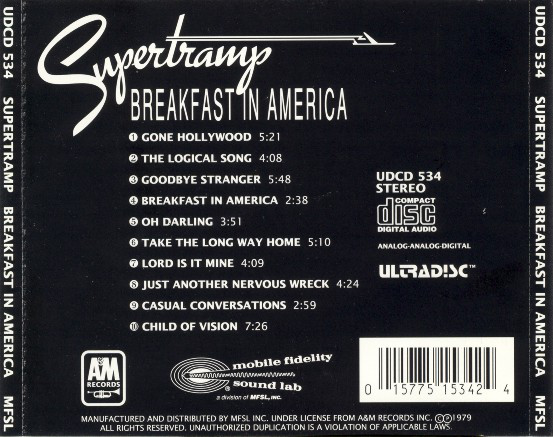 UDCD 534 SUPERTRAMP BREAKFAST IN AMERICA MFSL
Supertramp
BREAKFAST IN AMERICA
❶ GONE HOLLYWOOD 5:21
❷ THE LOGICAL SONG 4:08
❸ GOODBYE STRANGER 5:48
❹ BREAKFAST IN AMERICA 2:38
❺ OH DARLING 3:51
❻ TAKE THE LONG WAY HOME 5:10
❼ LORD IS IT MINE 4:09
❽ JUST ANOTHER NERVOUS WRECK 4:24
❾ CASUAL CONVERSATIONS 2:59
❿ CHILD OF VISION 7:26
UDCD 534
STEREO
COMPACT
disc
DIGITAL AUDIO
ANALOG-ANALOG-DIGITAL
ULTRADISC™
A&M
RECORDS
mobile fidelity
sound lab
a division of MFSL, INC.
0 15775 15342 4
MANUFACTURED AND DISTRIBUTED BY MFSL INC. UNDER LICENSE FROM A&M RECORDS INC. ©℗1979
ALL RIGHTS RESERVED. UNAUTHORIZED DUPLICATION IS A VIOLATION OF APPLICABLE LAWS.
UDCD 534 SUPERTRAMP BREAKFAST IN AMERICA MFSL